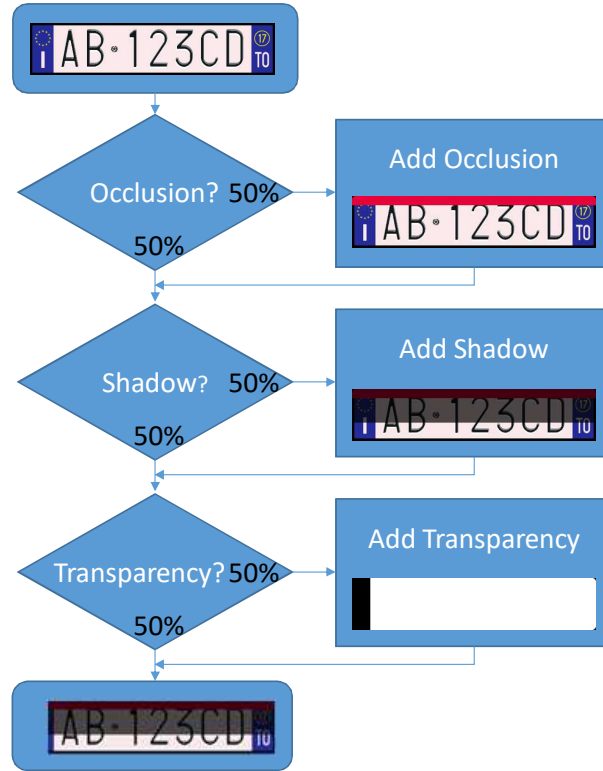 I AB·123CD 17 TO
Occlusion? 50%
50%
Add Occlusion
I AB·123CD 17 TO
Shadow? 50%
50%
Add Shadow
I AB·123CD 17 TO
Transparency? 50%
50%
Add Transparency
AB·123CD TO